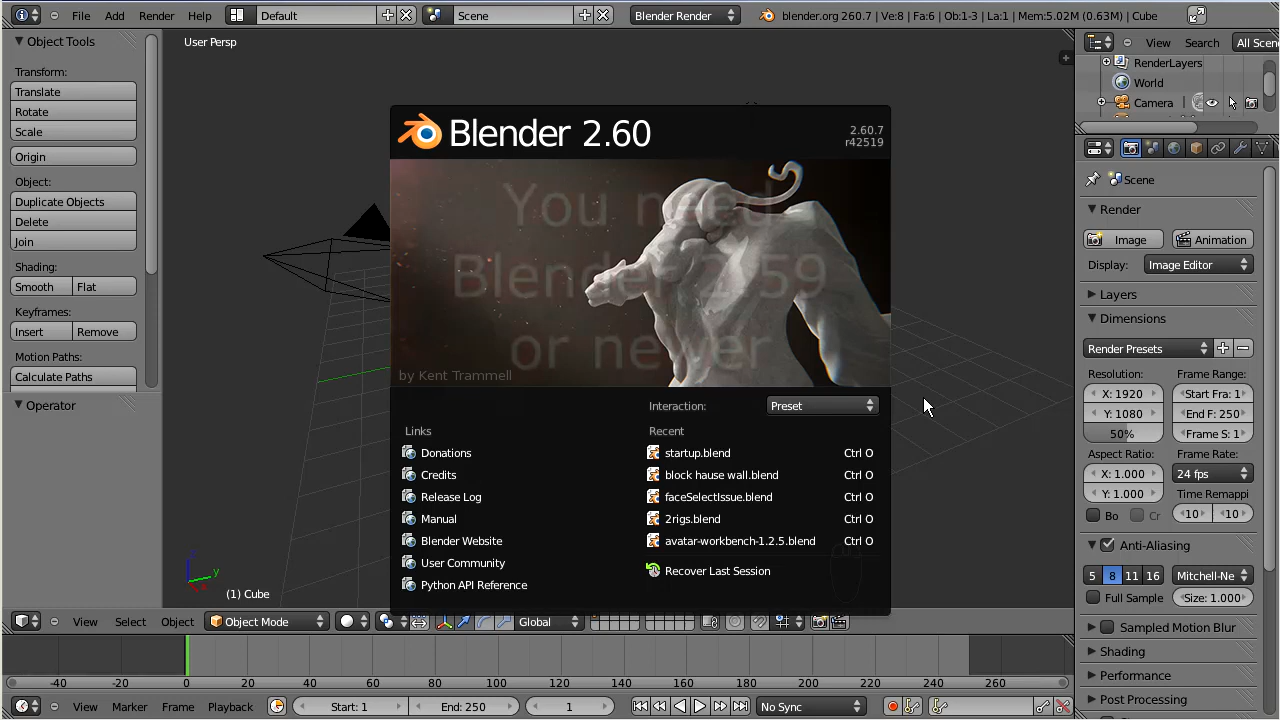 File Add Render Help Default Scene Blender Render blender.org 260.7 | Ve:8 | Fa:6 | Ob:1-3 | La:1 | Mem:5.02M (0.63M) | Cube
Object Tools
Transform:
Translate
Rotate
Scale
Origin
Object:
Duplicate Objects
Delete
Join
Shading:
Smooth Flat
Keyframes:
Insert Remove
Motion Paths:
Calculate Paths
Operator
User Persp
Blender 2.60
2.60.7
r42519
You need
Blender 2.59
or newer
by Kent Trammell
Interaction: Preset
Links
Donations
Credits
Release Log
Manual
Blender Website
User Community
Python API Reference
Recent
startup.blend Ctrl O
block hause wall.blend Ctrl O
faceSelectIssue.blend Ctrl O
2rigs.blend Ctrl O
avatar-workbench-1.2.5.blend Ctrl O
Recover Last Session
z
y
(1) Cube
View Select Object Object Mode Global
-40 -20 0 20 40 60 80 100 120 140 160 180 200 220 240 260
View Marker Frame Playback Start: 1 End: 250 1 No Sync
View Search All Scen
RenderLayers
World
Camera
Scene
Render
Image Animation
Display: Image Editor
Layers
Dimensions
Render Presets
Resolution: Frame Range:
X: 1920 Start Fra: 1
Y: 1080 End F: 250
50% Frame S: 1
Aspect Ratio: Frame Rate:
X: 1.000 24 fps
Y: 1.000 Time Remappi
Bo Cr 10 10
Anti-Aliasing
5 8 11 16 Mitchell-Ne
Full Sample Size: 1.000
Sampled Motion Blur
Shading
Performance
Post Processing